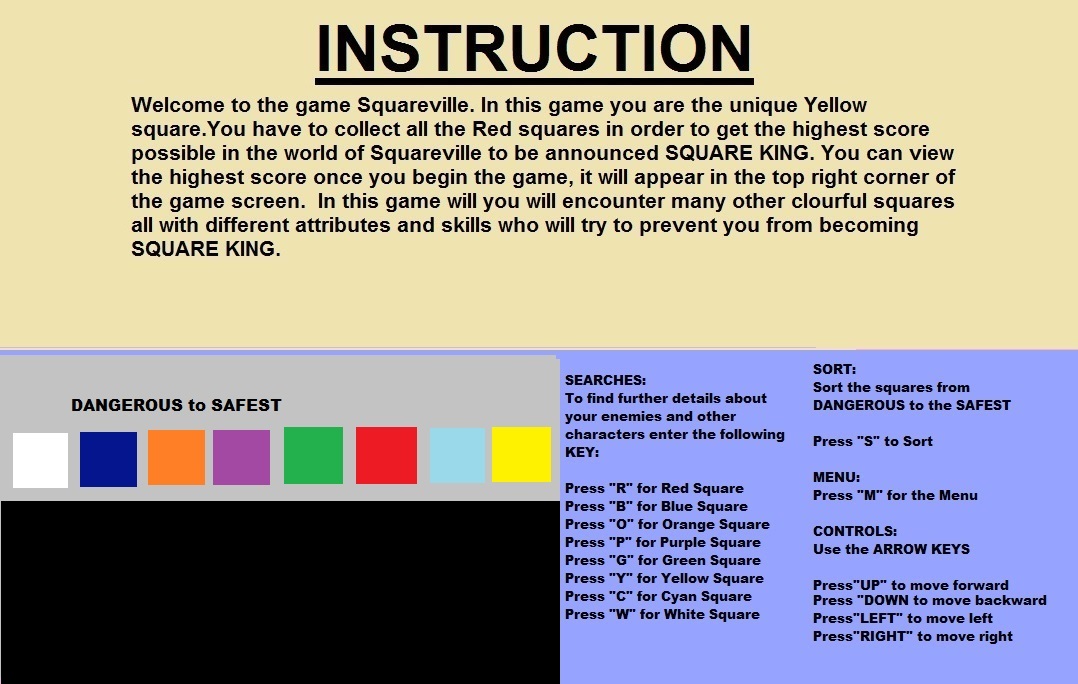 INSTRUCTION
Welcome to the game Squareville. In this game you are the unique Yellow
square.You have to collect all the Red squares in order to get the highest score
possible in the world of Squareville to be announced SQUARE KING. You can view
the highest score once you begin the game, it will appear in the top right corner of
the game screen.  In this game will you will encounter many other clourful squares
all with different attributes and skills who will try to prevent you from becoming
SQUARE KING.
DANGEROUS to SAFEST
SEARCHES:
To find further details about
your enemies and other
characters enter the following
KEY:
Press "R" for Red Square
Press "B" for Blue Square
Press "O" for Orange Square
Press "P" for Purple Square
Press "G" for Green Square
Press "Y" for Yellow Square
Press "C" for Cyan Square
Press "W" for White Square
SORT:
Sort the squares from
DANGEROUS to the SAFEST
Press "S" to Sort
MENU:
Press "M" for the Menu
CONTROLS:
Use the ARROW KEYS
Press"UP" to move forward
Press "DOWN to move backward
Press"LEFT" to move left
Press"RIGHT" to move right